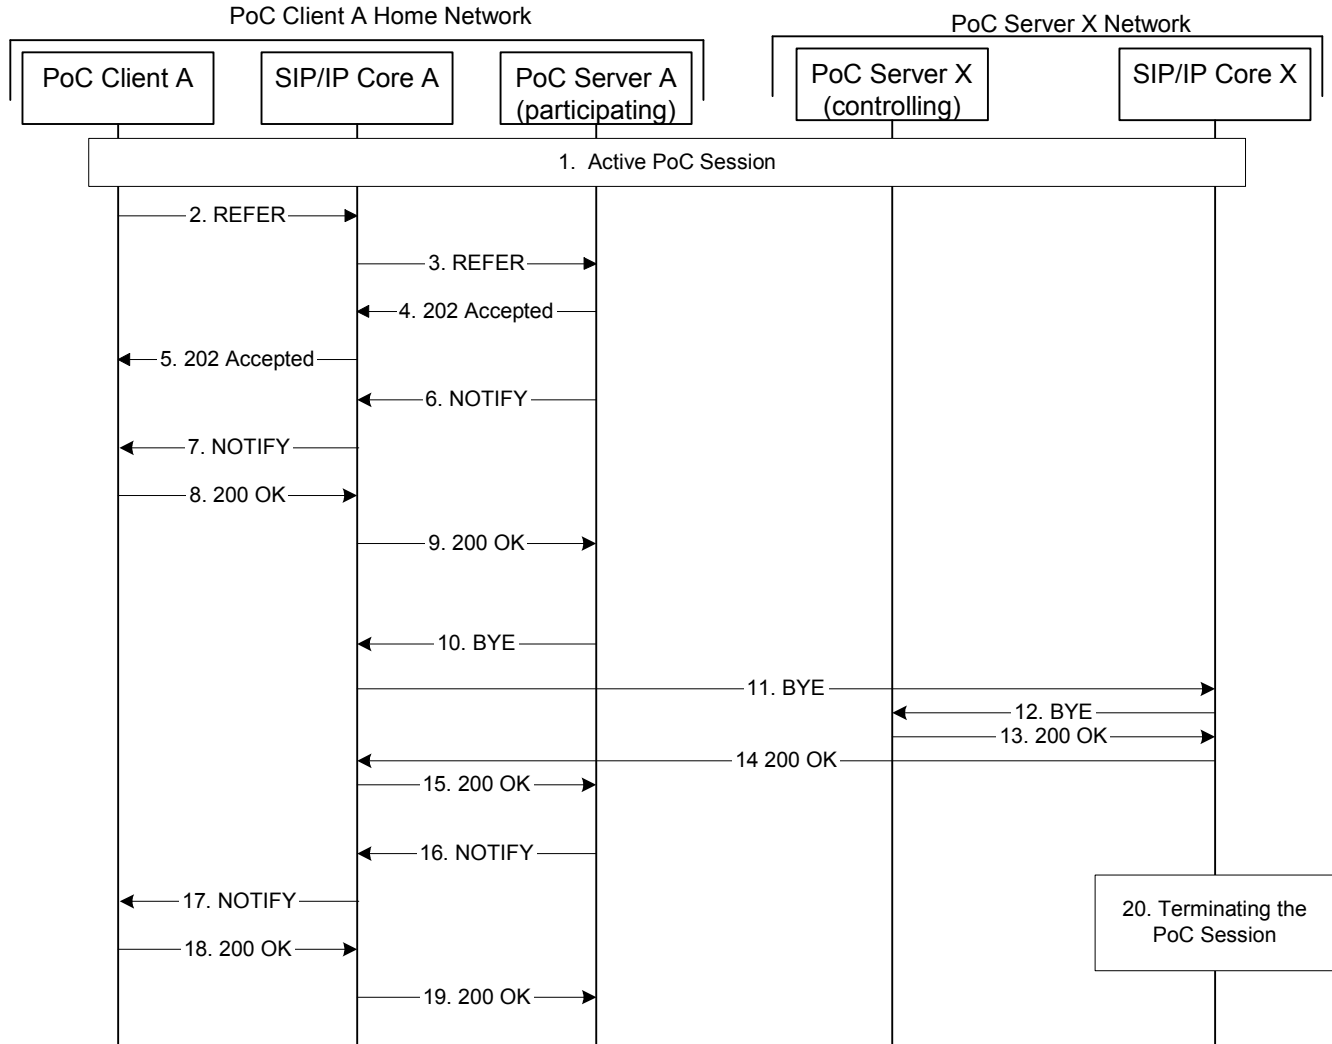 PoC Client A Home Network
PoC Server X Network
PoC Client A
SIP/IP Core A
PoC Server A
(participating)
PoC Server X
(controlling)
SIP/IP Core X
1.  Active PoC Session
2. REFER
3. REFER
4. 202 Accepted
5. 202 Accepted
6. NOTIFY
7. NOTIFY
8. 200 OK
9. 200 OK
10. BYE
11. BYE
12. BYE
13. 200 OK
14 200 OK
15. 200 OK
16. NOTIFY
17. NOTIFY
18. 200 OK
19. 200 OK
20. Terminating the
PoC Session